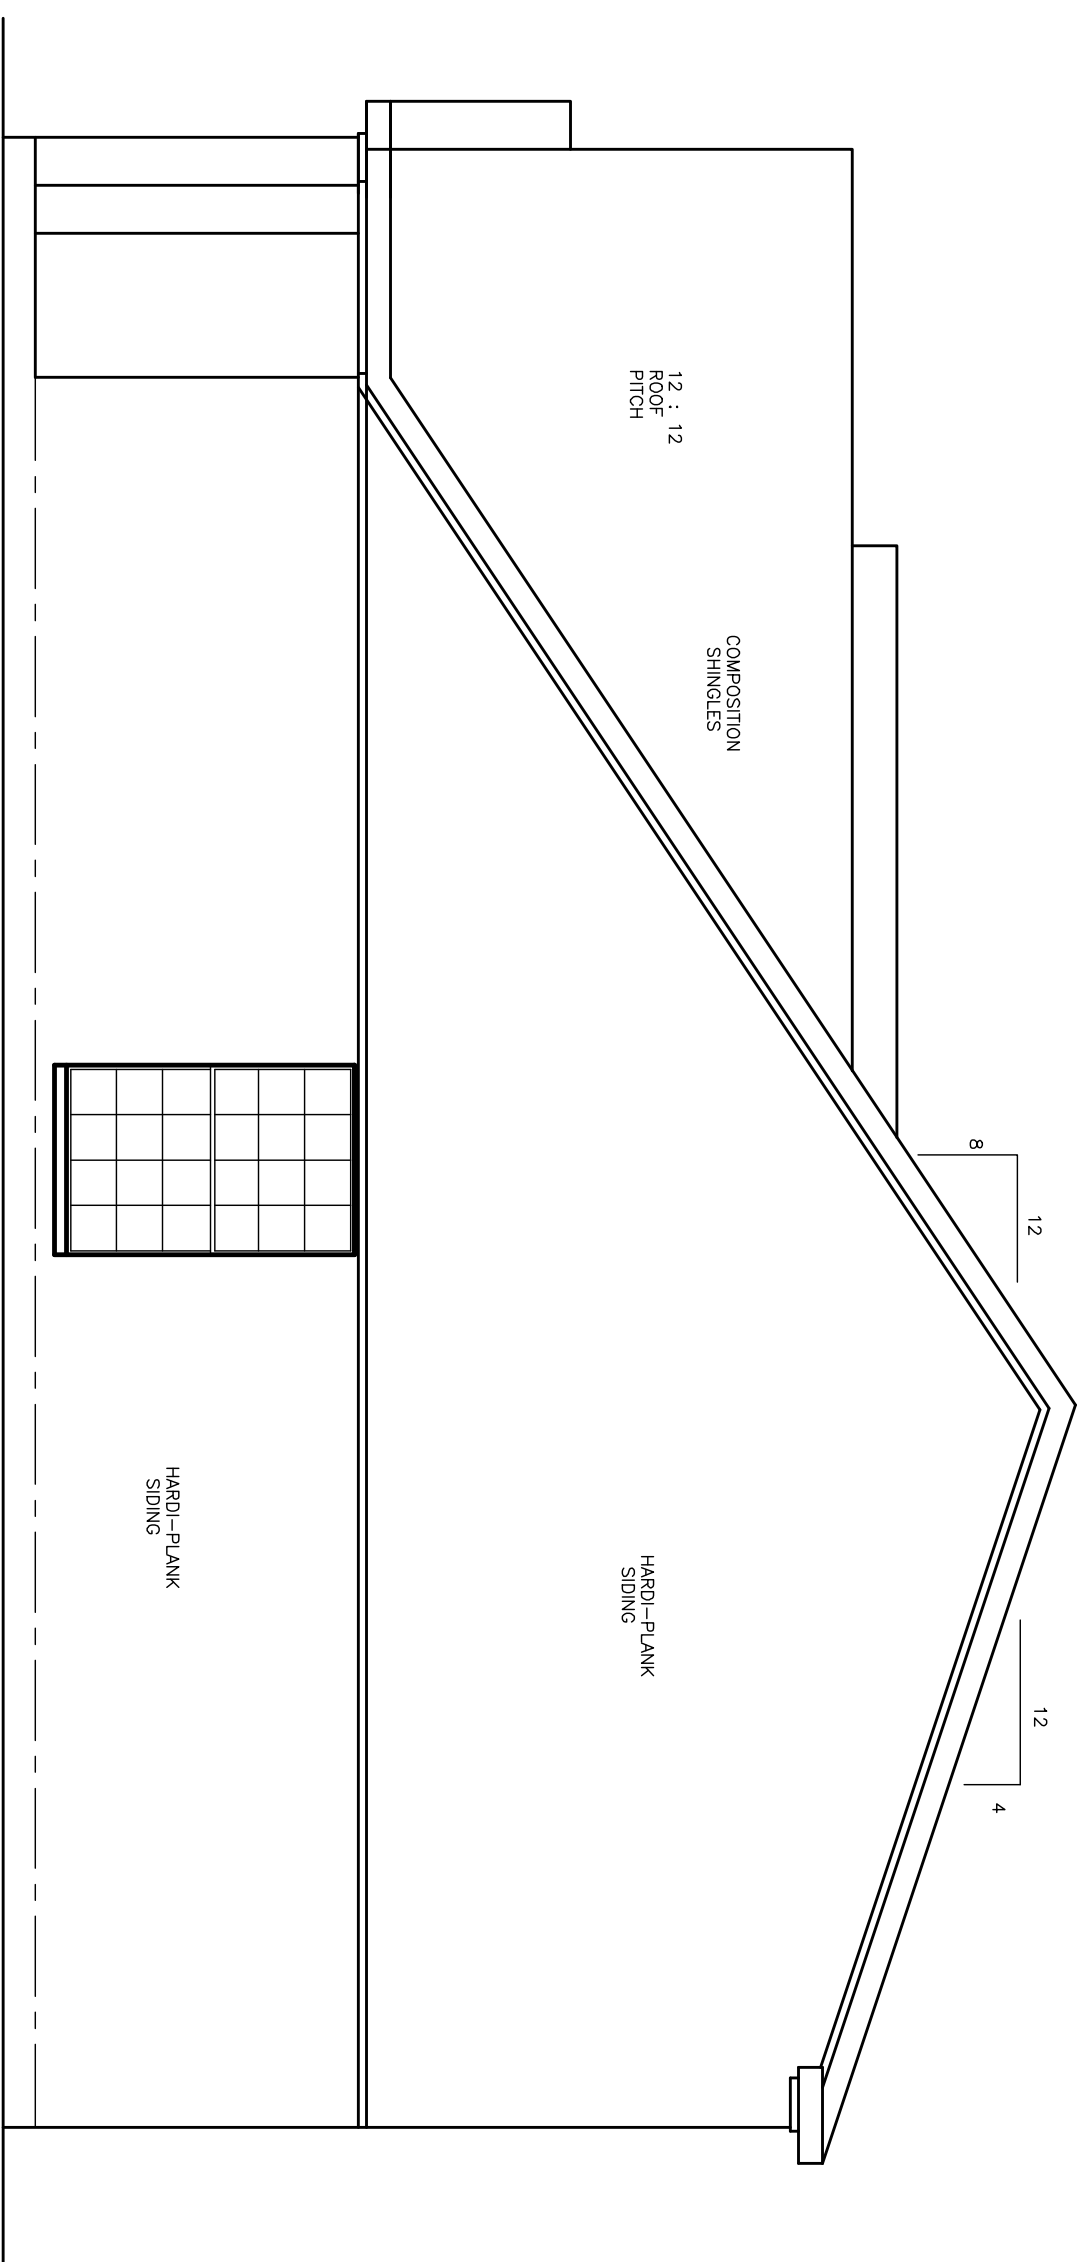 12 : 12
ROOF
PITCH
COMPOSITION
SHINGLES
8
12
12
4
HARDI-PLANK
SIDING
HARDI-PLANK
SIDING